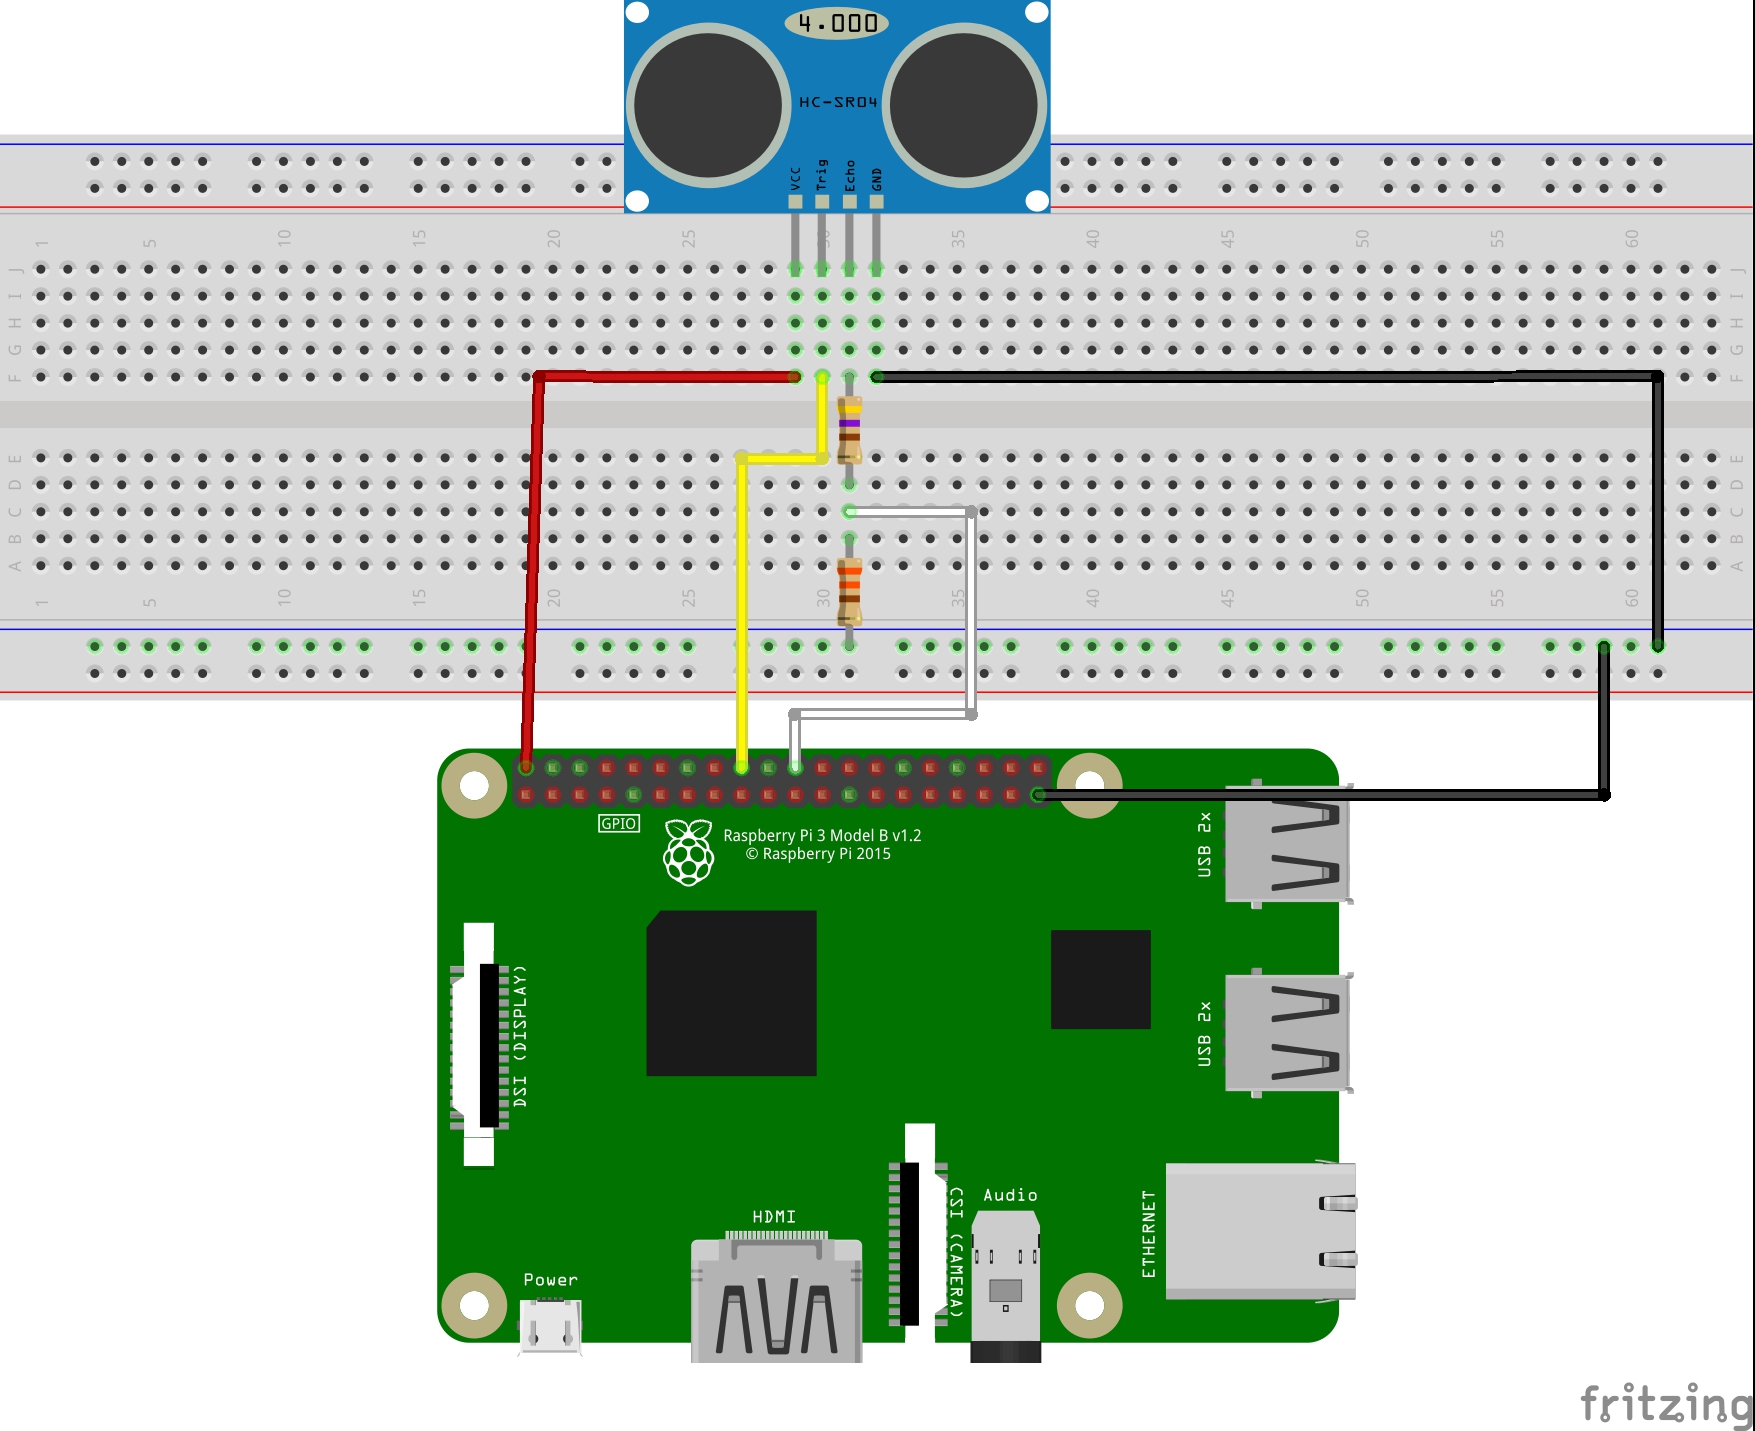 4.000
HC-SR04
VCC Trig Echo GND
1 5 10 15 20 25 30 35 40 45 50 55 60
J J
I I
H H
G G
F F
E E
D D
C C
B B
A A
1 5 10 15 20 25 30 35 40 45 50 55 60
GPIO
Raspberry Pi 3 Model B v1.2
© Raspberry Pi 2015
USB 2x
DSI (DISPLAY)
USB 2x
HDMI
CSI (CAMERA)
Audio
ETHERNET
Power
fritzing